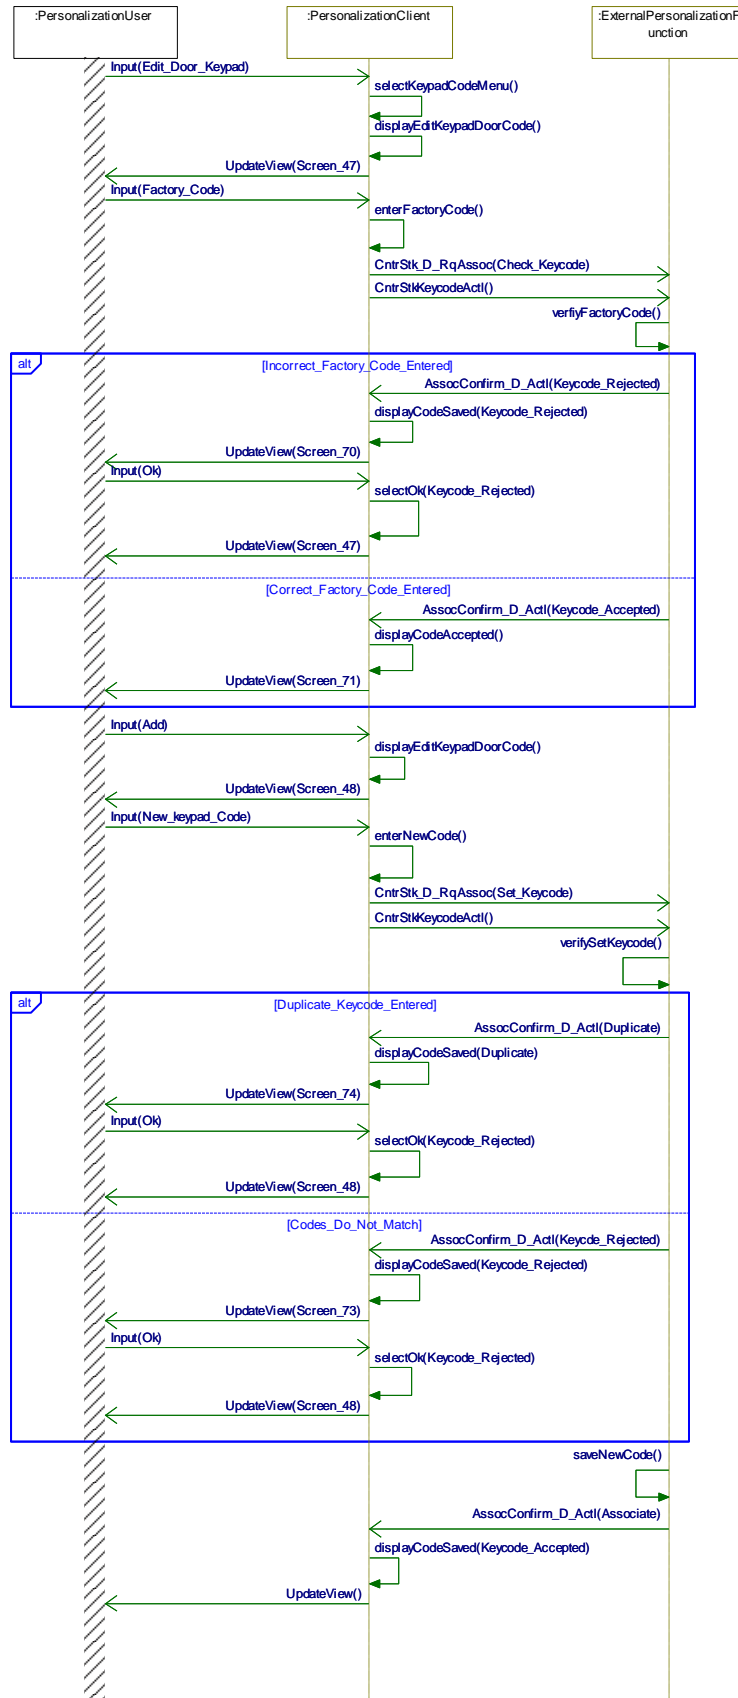 :PersonalizationUser
:PersonalizationClient
:ExternalPersonalizationF
unction
Input(Edit_Door_Keypad)
selectKeypadCodeMenu()
displayEditKeypadDoorCode()
UpdateView(Screen_47)
Input(Factory_Code)
enterFactoryCode()
CntrStk_D_RqAssoc(Check_Keycode)
CntrStkKeycodeActl()
verfiyFactoryCode()
alt
[Incorrect_Factory_Code_Entered]
AssocConfirm_D_Actl(Keycode_Rejected)
displayCodeSaved(Keycode_Rejected)
UpdateView(Screen_70)
Input(Ok)
selectOk(Keycode_Rejected)
UpdateView(Screen_47)
[Correct_Factory_Code_Entered]
AssocConfirm_D_Actl(Keycode_Accepted)
displayCodeAccepted()
UpdateView(Screen_71)
Input(Add)
displayEditKeypadDoorCode()
UpdateView(Screen_48)
Input(New_keypad_Code)
enterNewCode()
CntrStk_D_RqAssoc(Set_Keycode)
CntrStkKeycodeActl()
verifySetKeycode()
alt
[Duplicate_Keycode_Entered]
AssocConfirm_D_Actl(Duplicate)
displayCodeSaved(Duplicate)
UpdateView(Screen_74)
Input(Ok)
selectOk(Keycode_Rejected)
UpdateView(Screen_48)
[Codes_Do_Not_Match]
AssocConfirm_D_Actl(Keycde_Rejected)
displayCodeSaved(Keycode_Rejected)
UpdateView(Screen_73)
Input(Ok)
selectOk(Keycode_Rejected)
UpdateView(Screen_48)
saveNewCode()
AssocConfirm_D_Actl(Associate)
displayCodeSaved(Keycode_Accepted)
UpdateView()